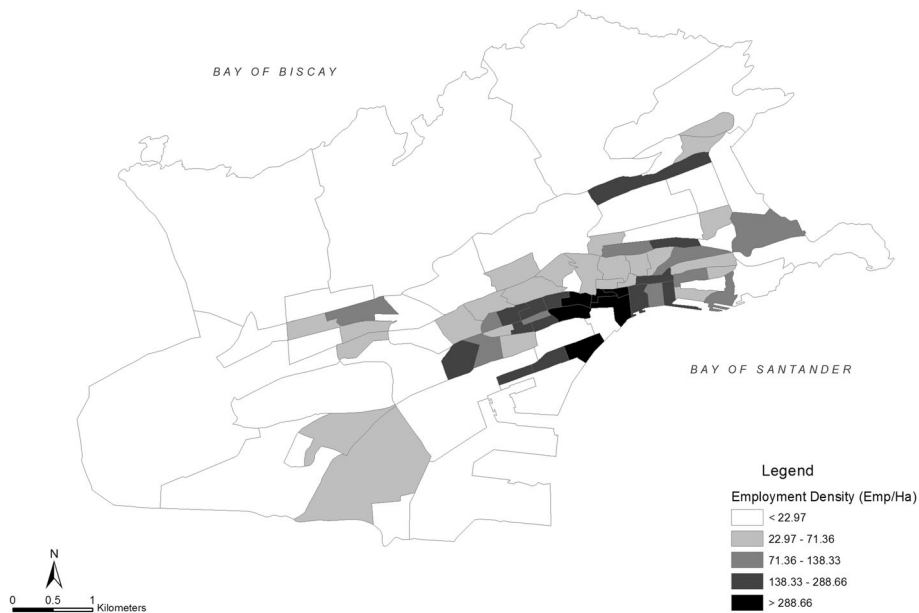 BAY OF BISCAY
BAY OF SANTANDER
Legend
Employment Density (Emp/Ha)
< 22.97
22.97 - 71.36
71.36 - 138.33
138.33 - 288.66
> 288.66
N
0 0.5 1
Kilometers